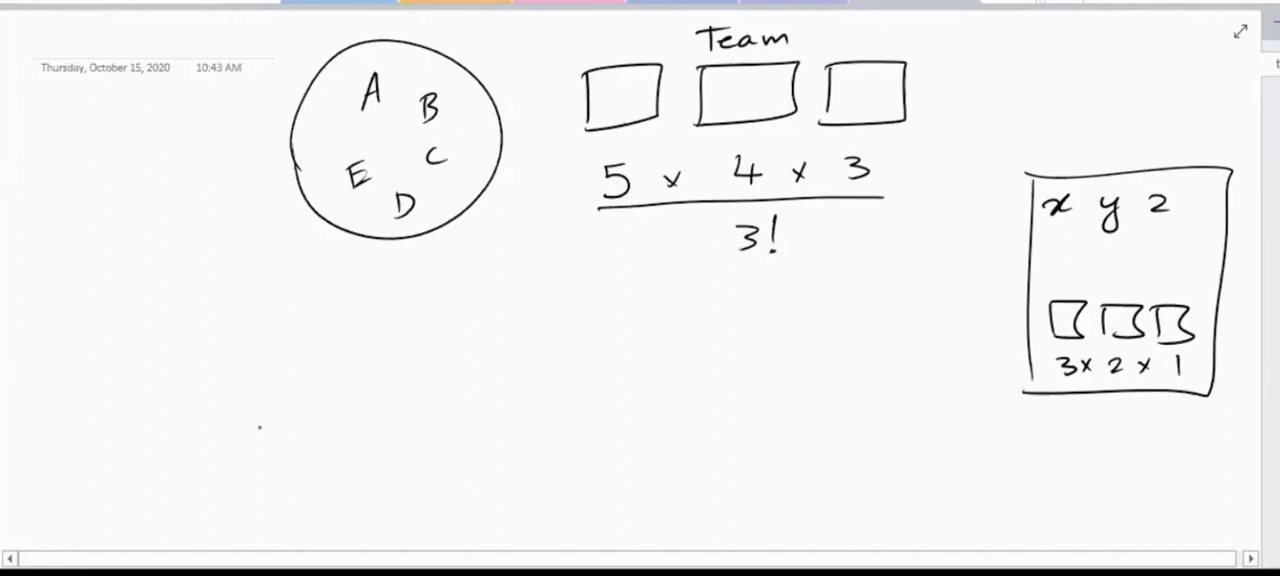 Team
Thursday, October 15, 2020 10:43 AM
A
B
C
E
D
5 x 4 x 3
3!
x y z
3 x 2 x 1
t